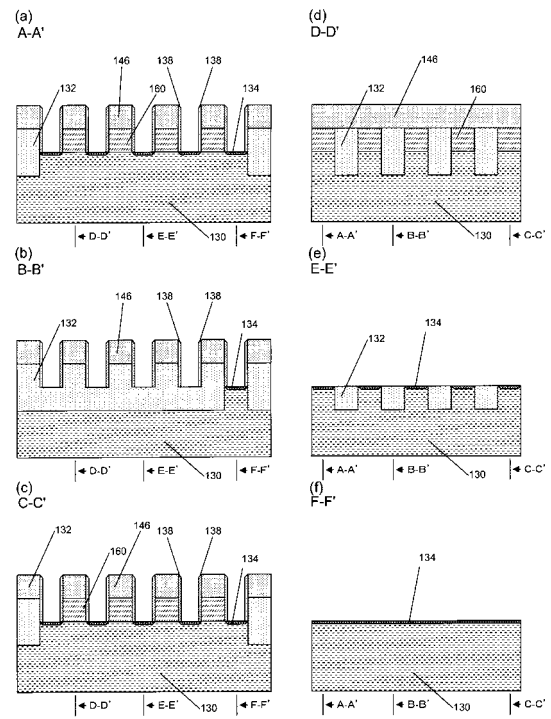 (a)
A-A'
132
146
160
138
138
134
130
D-D'
E-E'
F-F'
(b)
B-B'
132
146
138
138
134
130
D-D'
E-E'
F-F'
(c)
C-C'
132
160
146
138
138
134
130
D-D'
E-E'
F-F'
(d)
D-D'
146
132
160
130
A-A'
B-B'
C-C'
(e)
E-E'
134
132
130
A-A'
B-B'
C-C'
(f)
F-F'
134
130
A-A'
B-B'
C-C'